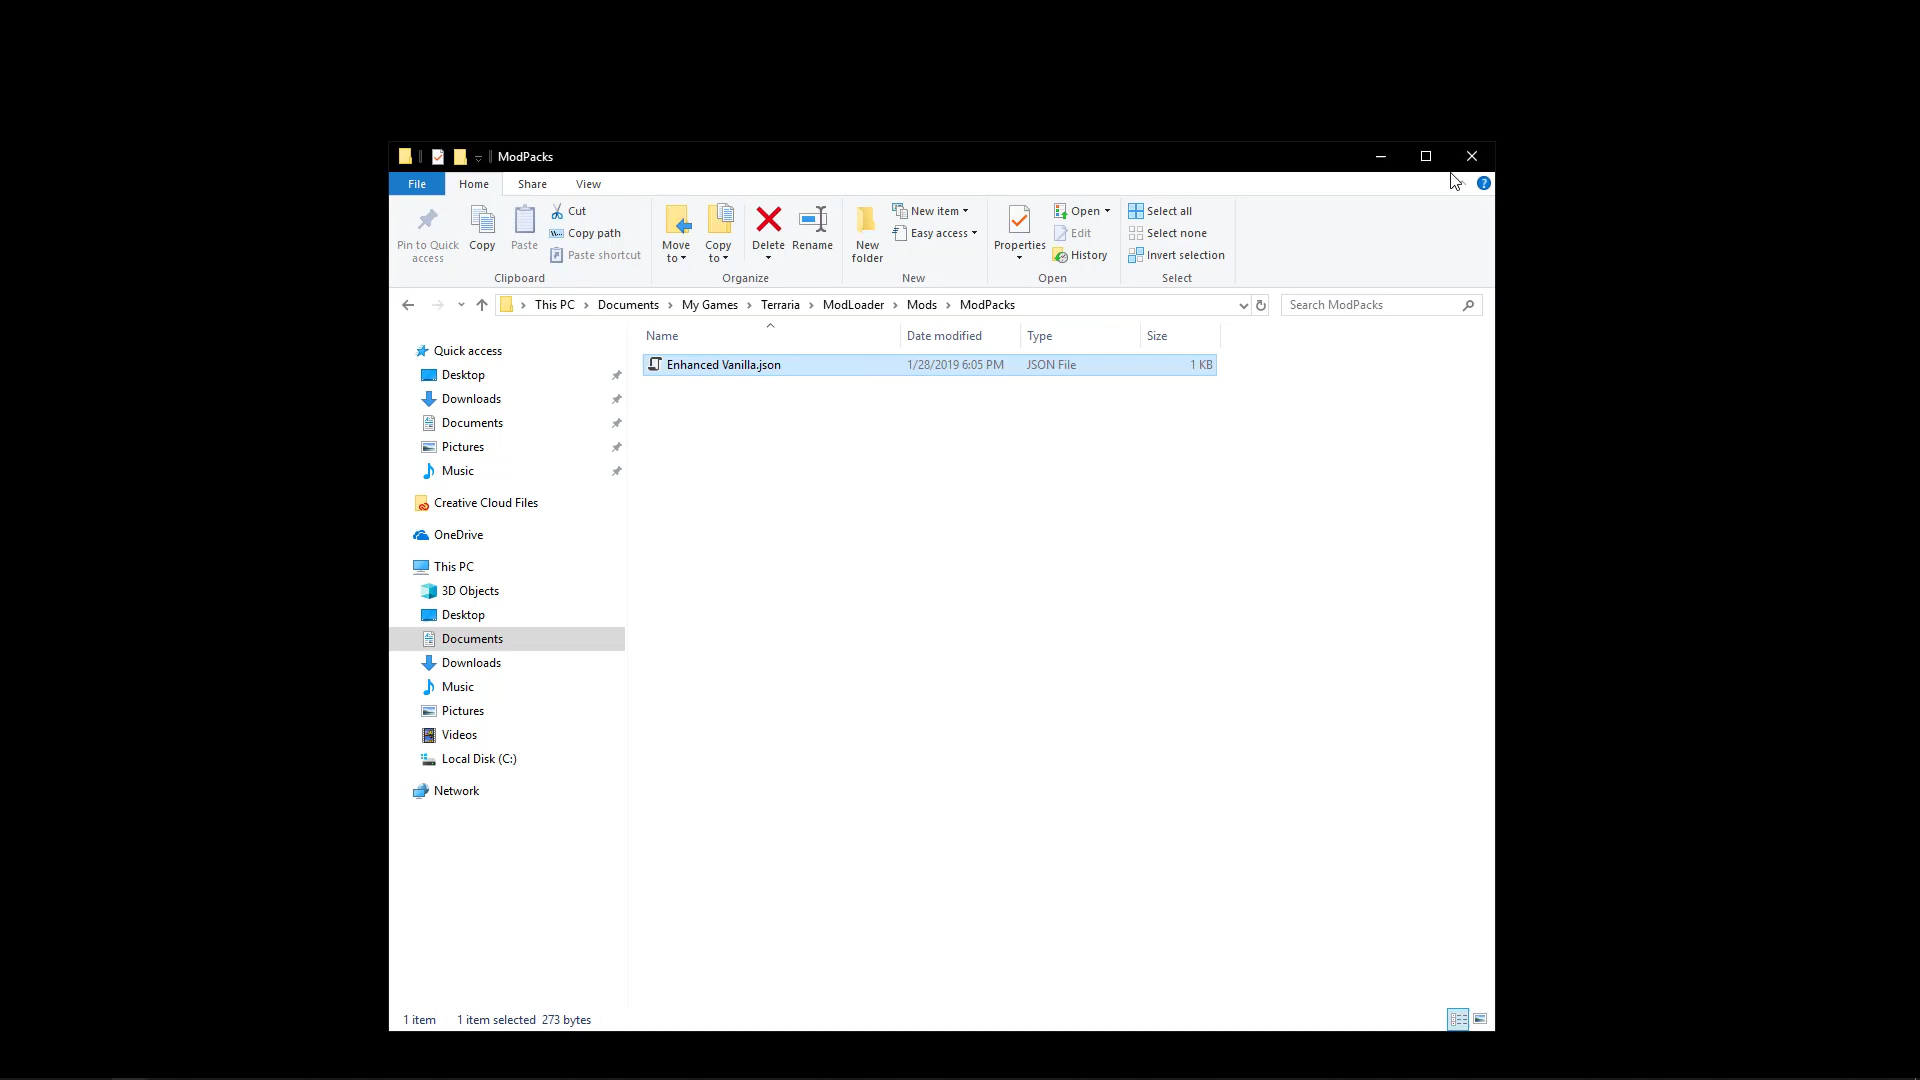 ModPacks
File Home Share View
Pin to Quick access
Copy
Paste
Cut
Copy path
Paste shortcut
Clipboard
Move to
Copy to
Delete
Rename
Organize
New folder
New item
Easy access
New
Properties
Open
Edit
History
Open
Select all
Select none
Invert selection
Select
This PC > Documents > My Games > Terraria > ModLoader > Mods > ModPacks
Search ModPacks
Name Date modified Type Size
Enhanced Vanilla.json 1/28/2019 6:05 PM JSON File 1 KB
Quick access
Desktop
Downloads
Documents
Pictures
Music
Creative Cloud Files
OneDrive
This PC
3D Objects
Desktop
Documents
Downloads
Music
Pictures
Videos
Local Disk (C:)
Network
1 item 1 item selected 273 bytes